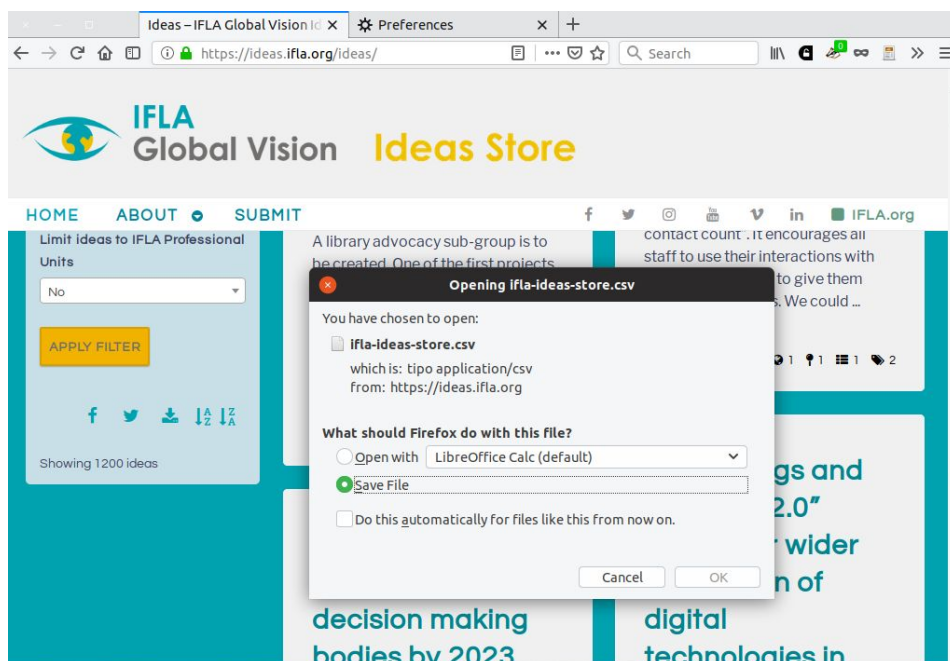 Ideas – IFLA Global Vision Id
Preferences
https://ideas.ifla.org/ideas/
Search
0
IFLA
Global Vision Ideas Store
HOME ABOUT SUBMIT
You
in IFLA.org
Limit ideas to IFLA Professional
Units
No
APPLY FILTER
A Z Z A
Showing 1200 ideas
A library advocacy sub-group is to
be created. One of the first projects
contact count". It encourages all
staff to use their interactions with
to give them
s. We could ...
1 1 1 2
Opening ifla-ideas-store.csv
You have chosen to open:
ifla-ideas-store.csv
which is: tipo application/csv
from: https://ideas.ifla.org
What should Firefox do with this file?
Open with LibreOffice Calc (default)
Save File
Do this automatically for files like this from now on.
Cancel OK
decision making
bodies by 2023
gs and
2.0"
wider
n of
digital
technologies in